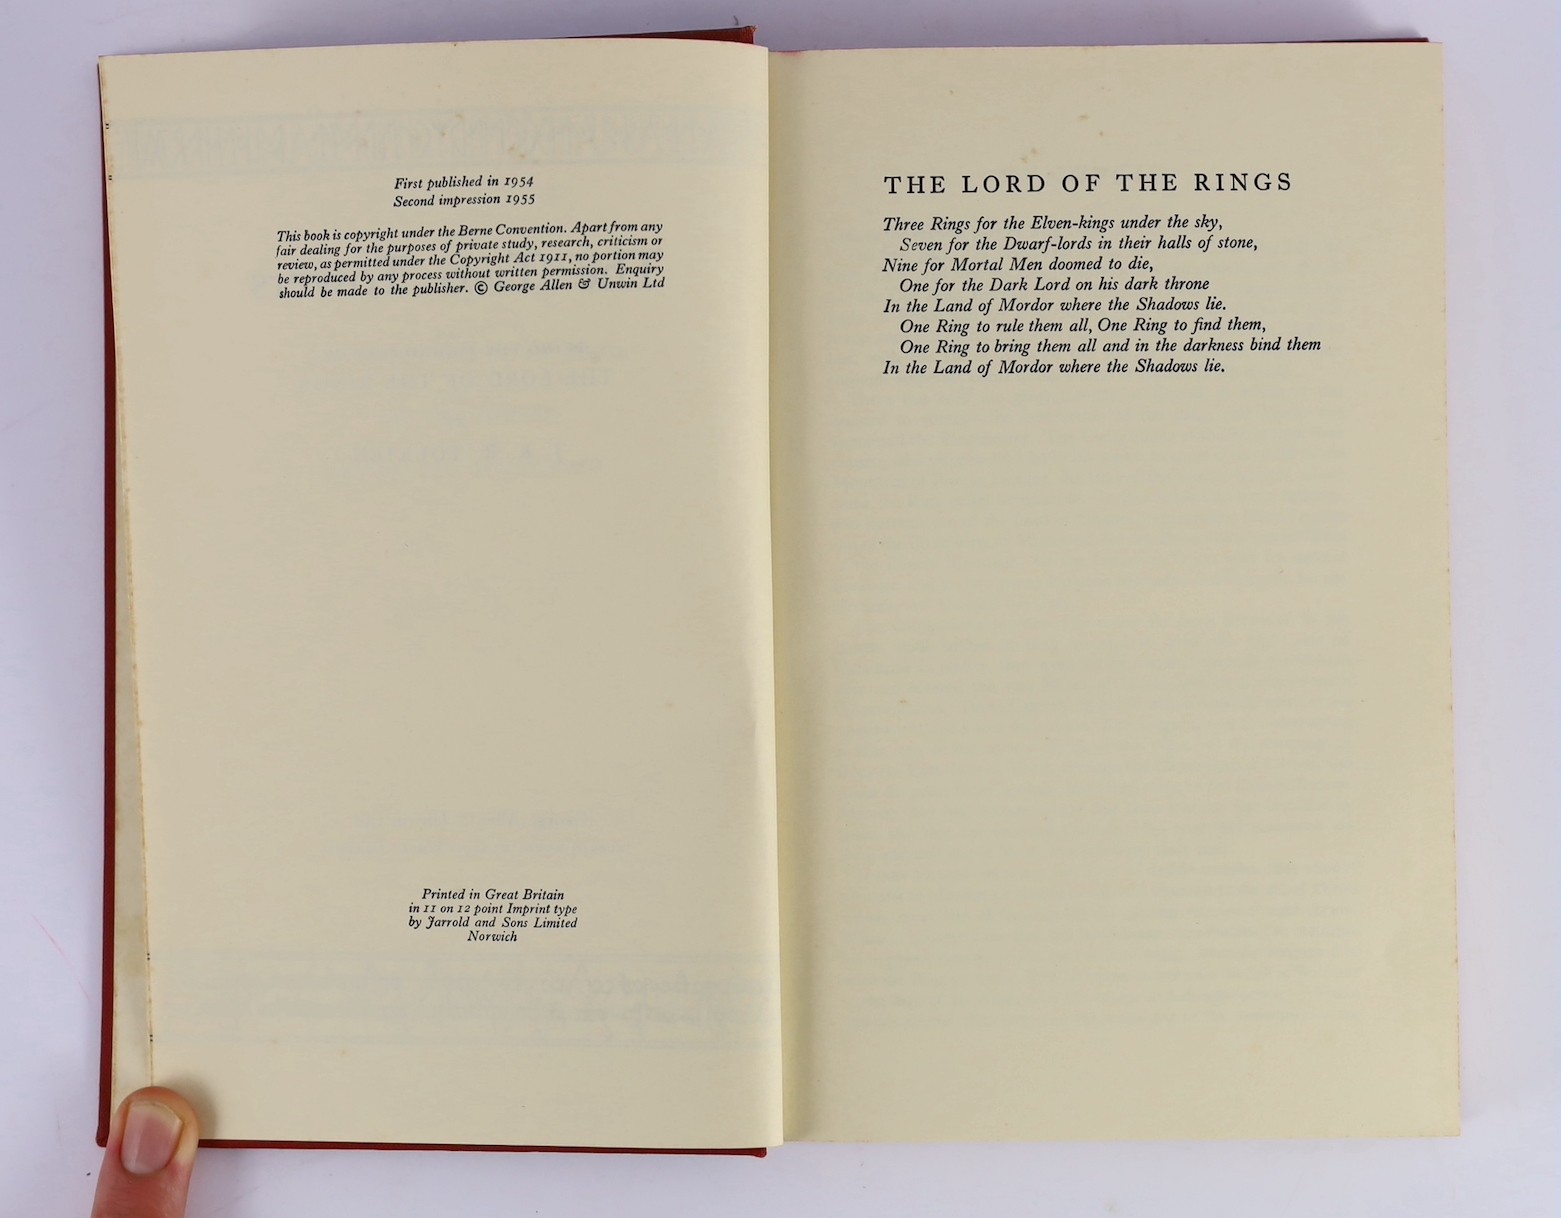 First published in 1954
Second impression 1955
This book is copyright under the Berne Convention. Apart from any
fair dealing for the purposes of private study, research, criticism or
review, as permitted under the Copyright Act 1911, no portion may
be reproduced by any process without written permission. Enquiry
should be made to the publisher. © George Allen & Unwin Ltd
Printed in Great Britain
in 11 on 12 point Imprint type
by Jarrold and Sons Limited
Norwich
THE LORD OF THE RINGS
Three Rings for the Elven-kings under the sky,
Seven for the Dwarf-lords in their halls of stone,
Nine for Mortal Men doomed to die,
One for the Dark Lord on his dark throne
In the Land of Mordor where the Shadows lie.
One Ring to rule them all, One Ring to find them,
One Ring to bring them all and in the darkness bind them
In the Land of Mordor where the Shadows lie.